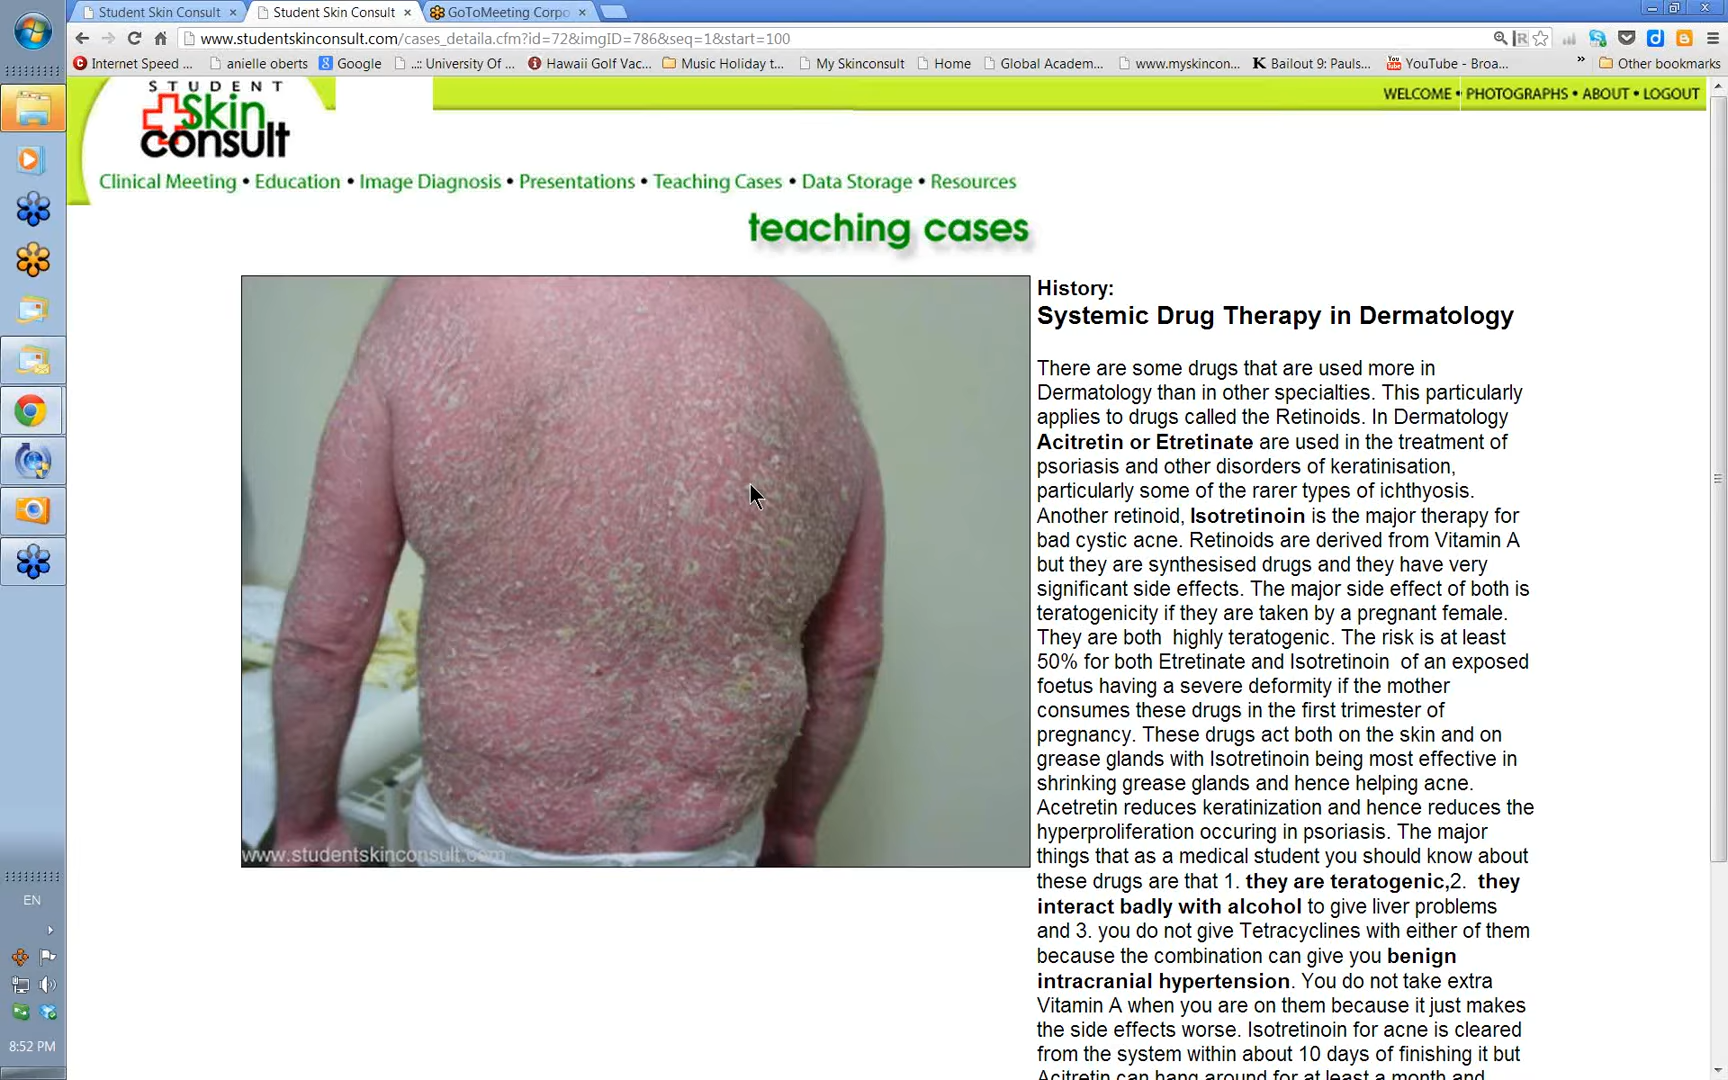 Student Skin Consult
Student Skin Consult
GoToMeeting Corpo
www.studentskinconsult.com/cases_detaila.cfm?id=72&imgID=786&seq=1&start=100
Internet Speed ...
anielle oberts
Google
..:: University Of ...
Hawaii Golf Vac...
Music Holiday t...
My Skinconsult
Home
Global Academ...
www.myskincon...
Bailout 9: Pauls...
YouTube - Broa...
»
Other bookmarks
STUDENT
Skin
consult
WELCOME • PHOTOGRAPHS • ABOUT • LOGOUT
Clinical Meeting • Education • Image Diagnosis • Presentations • Teaching Cases • Data Storage • Resources
teaching cases
www.studentskinconsult.com
History:
Systemic Drug Therapy in Dermatology
There are some drugs that are used more in
Dermatology than in other specialties. This particularly
applies to drugs called the Retinoids. In Dermatology
Acitretin or Etretinate are used in the treatment of
psoriasis and other disorders of keratinisation,
particularly some of the rarer types of ichthyosis.
Another retinoid, Isotretinoin is the major therapy for
bad cystic acne. Retinoids are derived from Vitamin A
but they are synthesised drugs and they have very
significant side effects. The major side effect of both is
teratogenicity if they are taken by a pregnant female.
They are both highly teratogenic. The risk is at least
50% for both Etretinate and Isotretinoin of an exposed
foetus having a severe deformity if the mother
consumes these drugs in the first trimester of
pregnancy. These drugs act both on the skin and on
grease glands with Isotretinoin being most effective in
shrinking grease glands and hence helping acne.
Acetretin reduces keratinization and hence reduces the
hyperproliferation occuring in psoriasis. The major
things that as a medical student you should know about
these drugs are that 1. they are teratogenic,2. they
interact badly with alcohol to give liver problems
and 3. you do not give Tetracyclines with either of them
because the combination can give you benign
intracranial hypertension. You do not take extra
Vitamin A when you are on them because it just makes
the side effects worse. Isotretinoin for acne is cleared
from the system within about 10 days of finishing it but
Acitretin can hang around for at least a month and
EN
8:52 PM